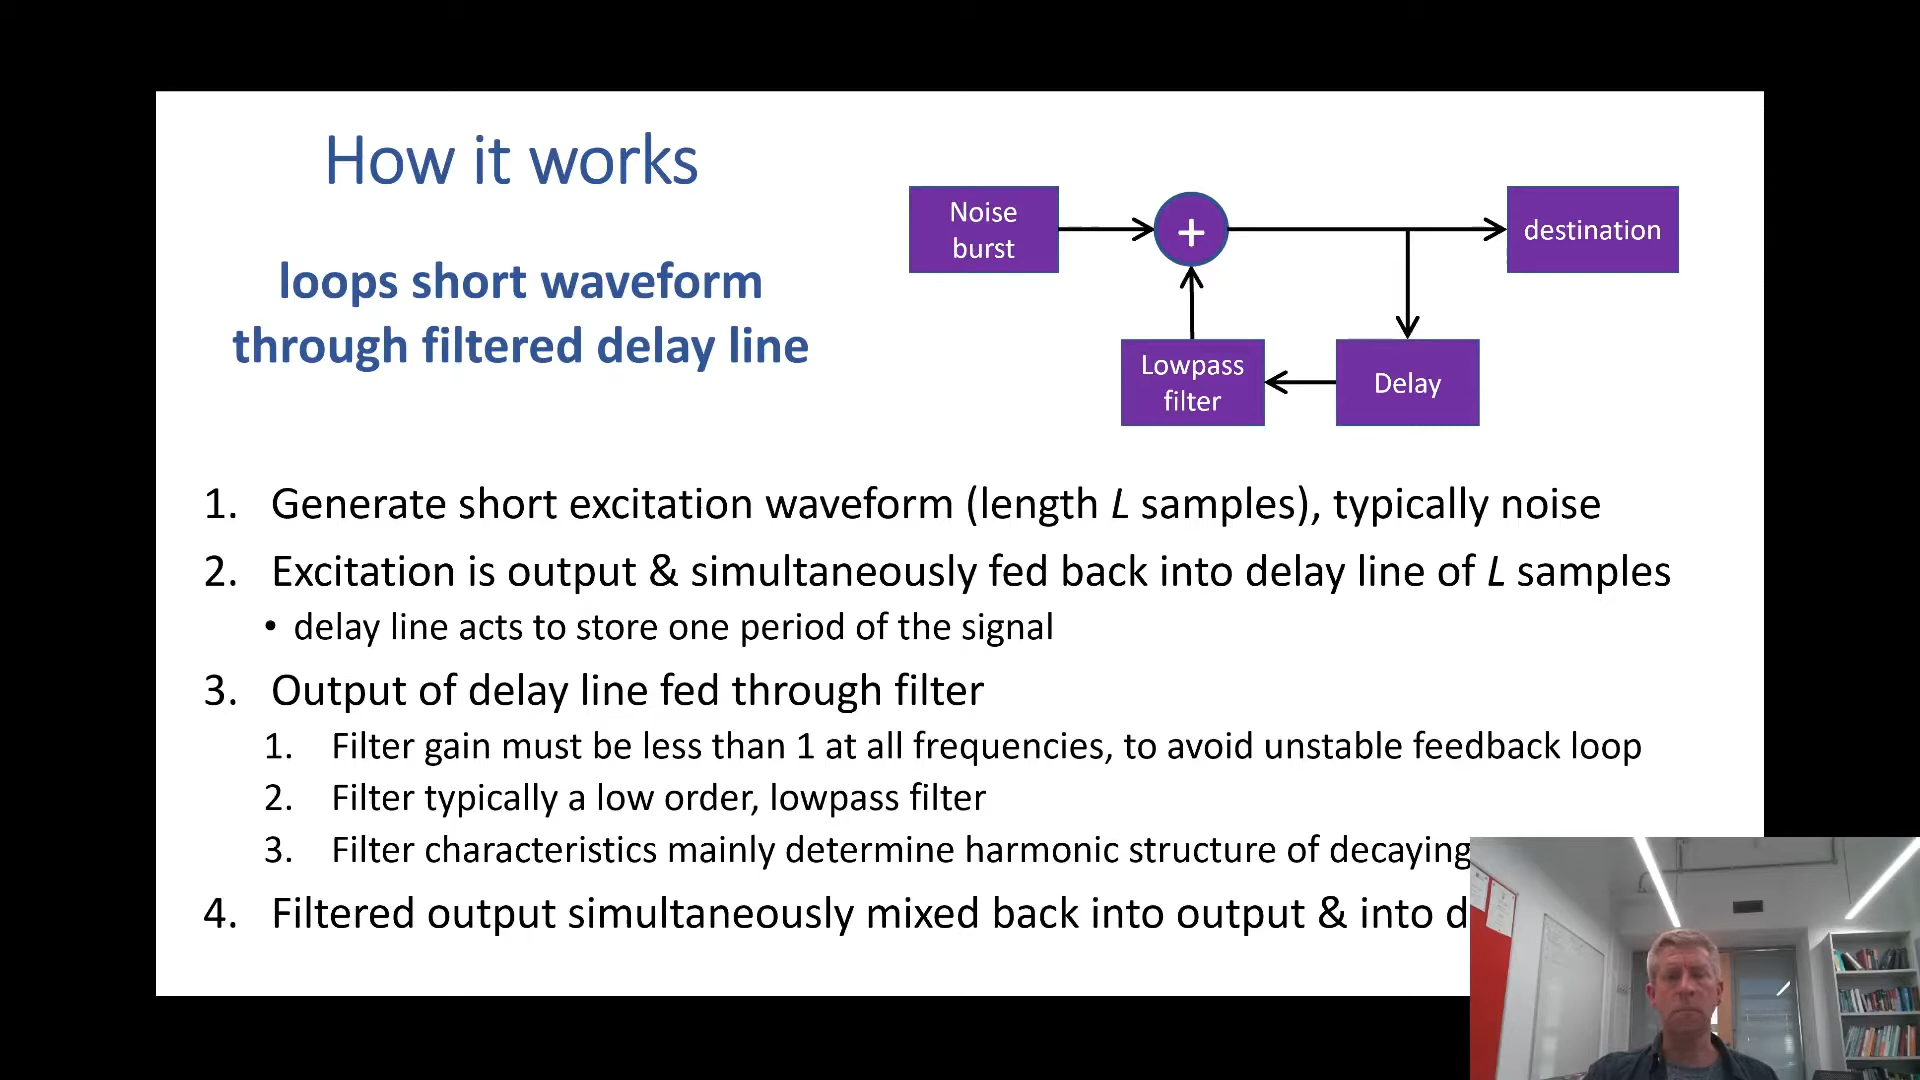 How it works
loops short waveform
through filtered delay line
Noise
burst
+
destination
Lowpass
filter
Delay
1. Generate short excitation waveform (length L samples), typically noise
2. Excitation is output & simultaneously fed back into delay line of L samples
• delay line acts to store one period of the signal
3. Output of delay line fed through filter
1. Filter gain must be less than 1 at all frequencies, to avoid unstable feedback loop
2. Filter typically a low order, lowpass filter
3. Filter characteristics mainly determine harmonic structure of decaying
4. Filtered output simultaneously mixed back into output & into d